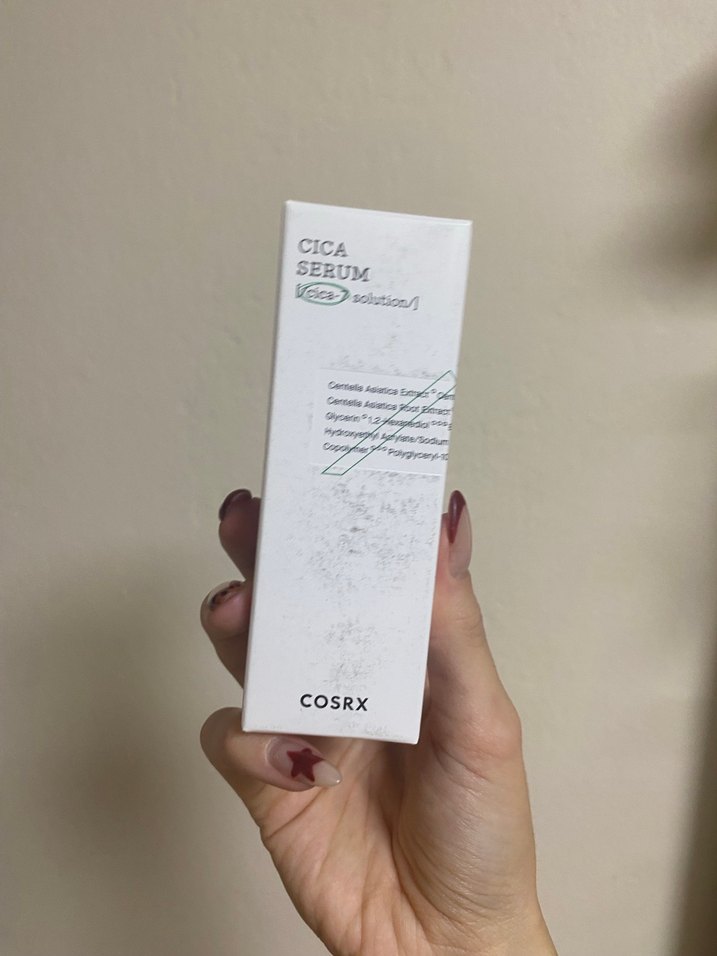 CICA
SERUM
[/cica-7 solution/]
Centella Asiatica Extract
Centella Asiatica Root Extract
Glycerin 1,2-Hexanediol
Hydroxyethyl Acrylate/Sodium
Copolymer Polyglyceryl-10
COSRX